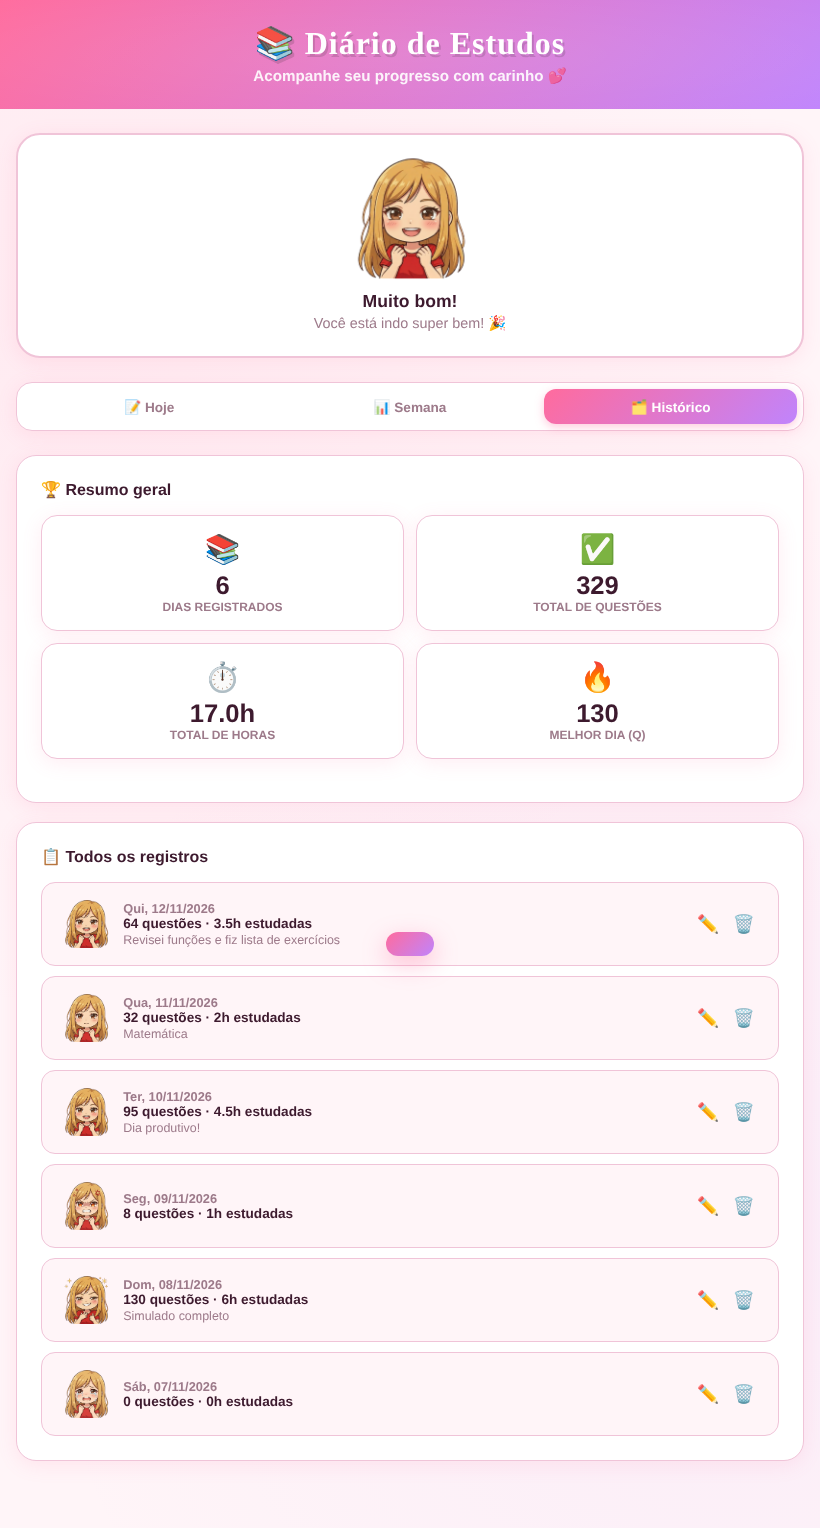 📚 Diário de Estudos
Acompanhe seu progresso com carinho 💕
Muito bom!
Você está indo super bem! 🎉
📝 Hoje
📊 Semana
🗂️ Histórico
🏆 Resumo geral
📚
✅
6
329
DIAS REGISTRADOS
TOTAL DE QUESTÕES
⏱️
🔥
17.0h
130
TOTAL DE HORAS
MELHOR DIA (Q)
📋 Todos os registros
Qui, 12/11/2026
64 questões · 3.5h estudadas
Revisei funções e fiz lista de exercícios
✏️ 🗑️
Qua, 11/11/2026
32 questões · 2h estudadas
Matemática
✏️ 🗑️
Ter, 10/11/2026
95 questões · 4.5h estudadas
Dia produtivo!
✏️ 🗑️
Seg, 09/11/2026
8 questões · 1h estudadas
✏️ 🗑️
Dom, 08/11/2026
130 questões · 6h estudadas
Simulado completo
✏️ 🗑️
Sáb, 07/11/2026
0 questões · 0h estudadas
✏️ 🗑️